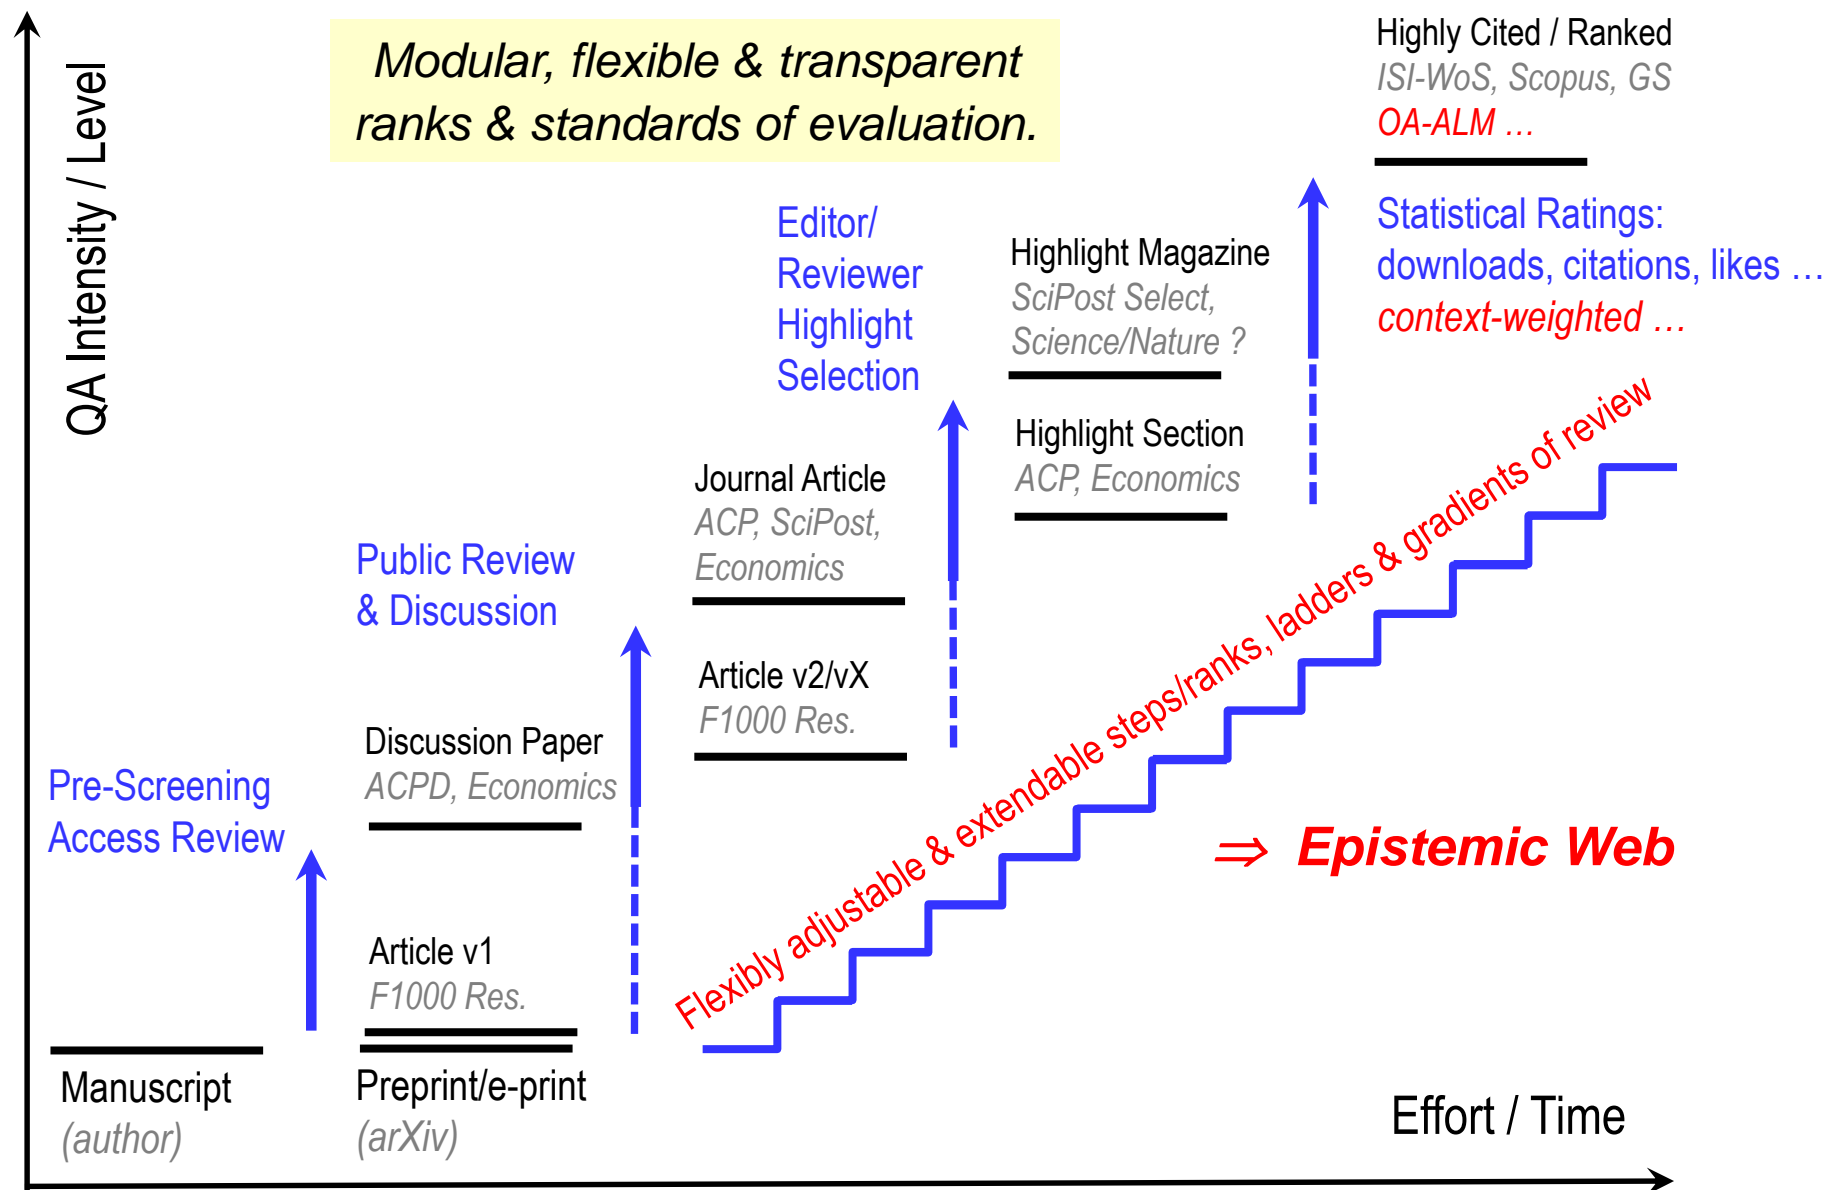 QA Intensity / Level
Modular, flexible & transparent
ranks & standards of evaluation.
Highly Cited / Ranked
ISI-WoS, Scopus, GS
OA-ALM …
Statistical Ratings:
downloads, citations, likes …
context-weighted …
Editor/
Reviewer
Highlight
Selection
Highlight Magazine
SciPost Select,
Science/Nature ?
Highlight Section
ACP, Economics
Journal Article
ACP, SciPost,
Economics
Article v2/vX
F1000 Res.
Public Review
& Discussion
Discussion Paper
ACPD, Economics
Pre-Screening
Access Review
Article v1
F1000 Res.
Manuscript
(author)
Preprint/e-print
(arXiv)
Flexibly adjustable & extendable steps/ranks, ladders & gradients of review
⇒ Epistemic Web
Effort / Time